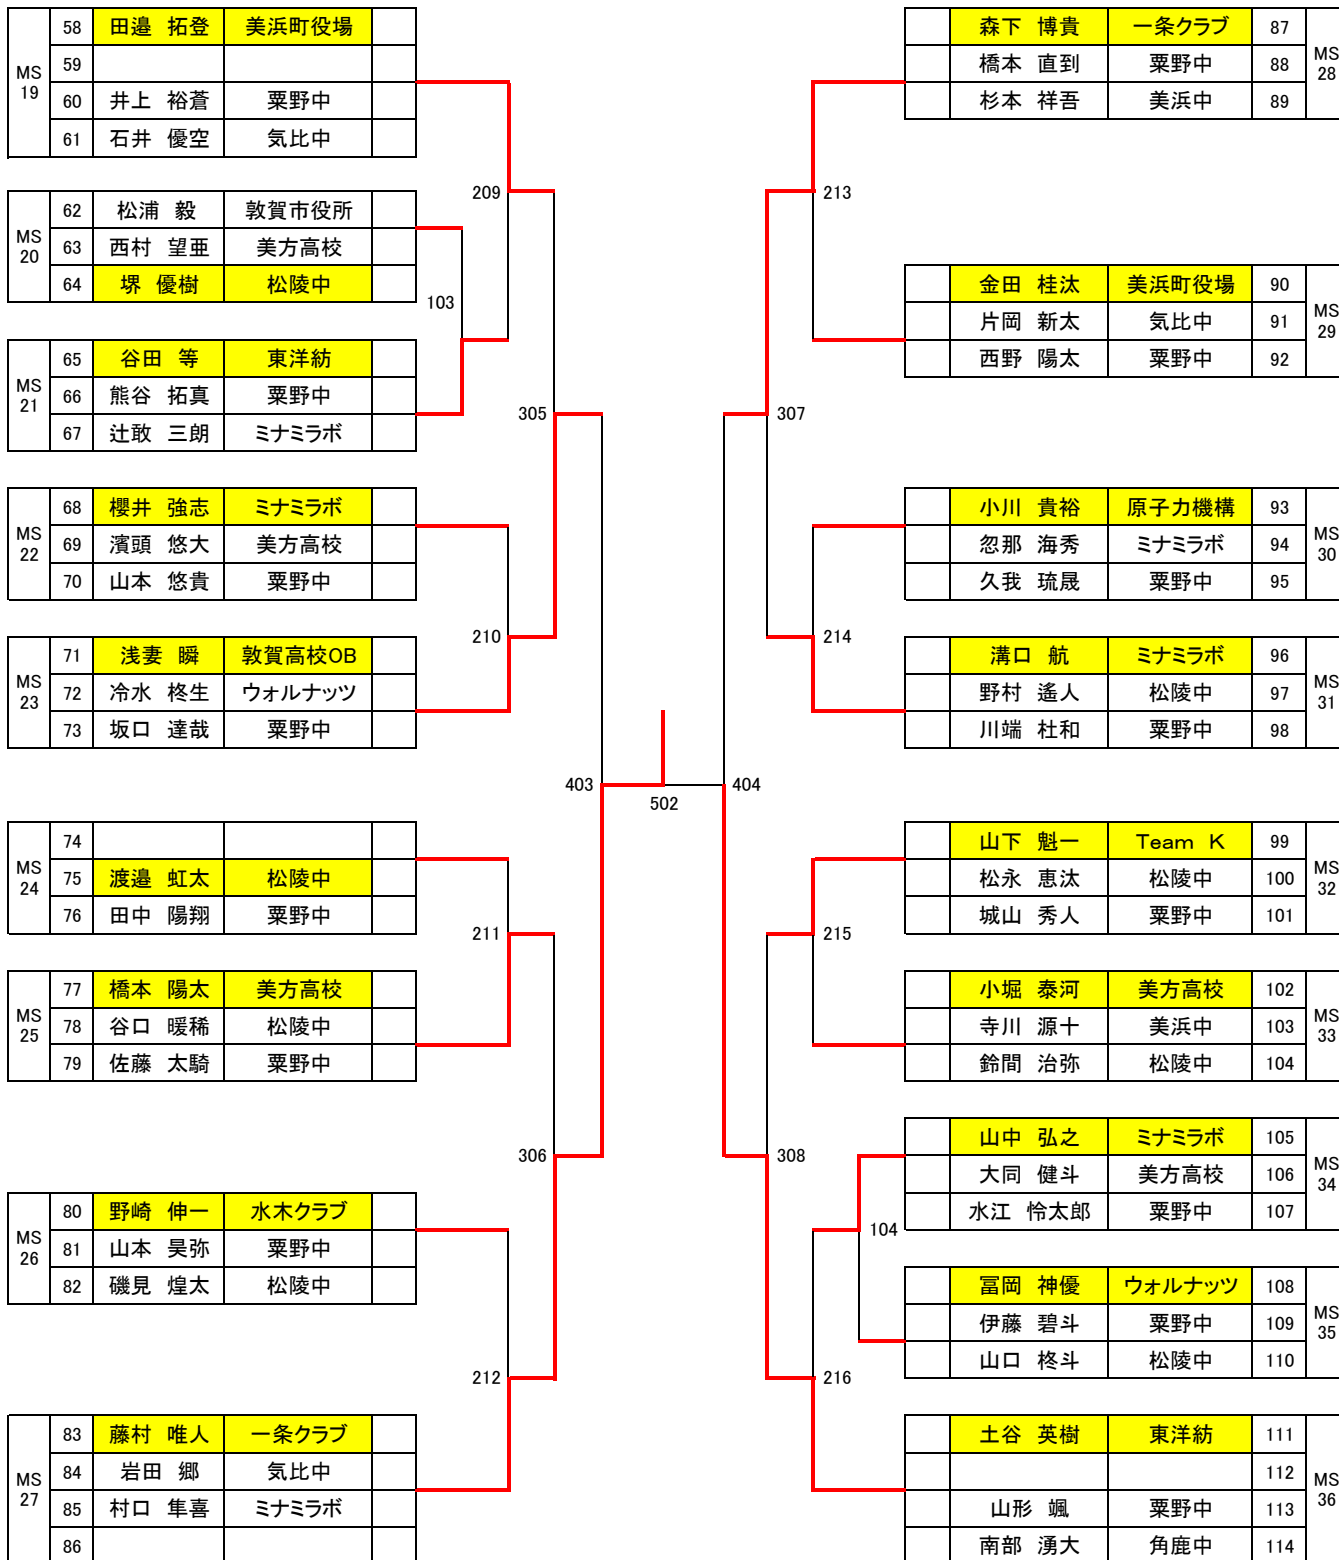 MS 19
58 田邉 拓登 美浜町役場
59
60 井上 裕蒼 粟野中
61 石井 優空 気比中
MS 20
62 松浦 毅 敦賀市役所
63 西村 望亜 美方高校
64 堺 優樹 松陵中
MS 21
65 谷田 等 東洋紡
66 熊谷 拓真 粟野中
67 辻敢 三朗 ミナミラボ
MS 22
68 櫻井 強志 ミナミラボ
69 濱頭 悠大 美方高校
70 山本 悠貴 粟野中
MS 23
71 浅妻 瞬 敦賀高校OB
72 冷水 柊生 ウォルナッツ
73 坂口 達哉 粟野中
MS 24
74
75 渡邉 虹太 松陵中
76 田中 陽翔 粟野中
MS 25
77 橋本 陽太 美方高校
78 谷口 暖稀 松陵中
79 佐藤 太騎 粟野中
MS 26
80 野崎 伸一 水木クラブ
81 山本 昊弥 粟野中
82 磯見 煌太 松陵中
MS 27
83 藤村 唯人 一条クラブ
84 岩田 郷 気比中
85 村口 隼喜 ミナミラボ
86
209
103
305
210
403
502
404
211
306
212
213
307
214
215
308
104
216
森下 博貴 一条クラブ 87
橋本 直到 粟野中 88
杉本 祥吾 美浜中 89
MS 28
金田 桂汰 美浜町役場 90
片岡 新太 気比中 91
西野 陽太 粟野中 92
MS 29
小川 貴裕 原子力機構 93
忽那 海秀 ミナミラボ 94
久我 琉晟 粟野中 95
MS 30
溝口 航 ミナミラボ 96
野村 遙人 松陵中 97
川端 杜和 粟野中 98
MS 31
山下 魁一 Team K 99
松永 恵汰 松陵中 100
城山 秀人 粟野中 101
MS 32
小堀 泰河 美方高校 102
寺川 源十 美浜中 103
鈴間 治弥 松陵中 104
MS 33
山中 弘之 ミナミラボ 105
大同 健斗 美方高校 106
水江 怜太郎 粟野中 107
MS 34
冨岡 神優 ウォルナッツ 108
伊藤 碧斗 粟野中 109
山口 柊斗 松陵中 110
MS 35
土谷 英樹 東洋紡 111
112
山形 颯 粟野中 113
南部 湧大 角鹿中 114
MS 36